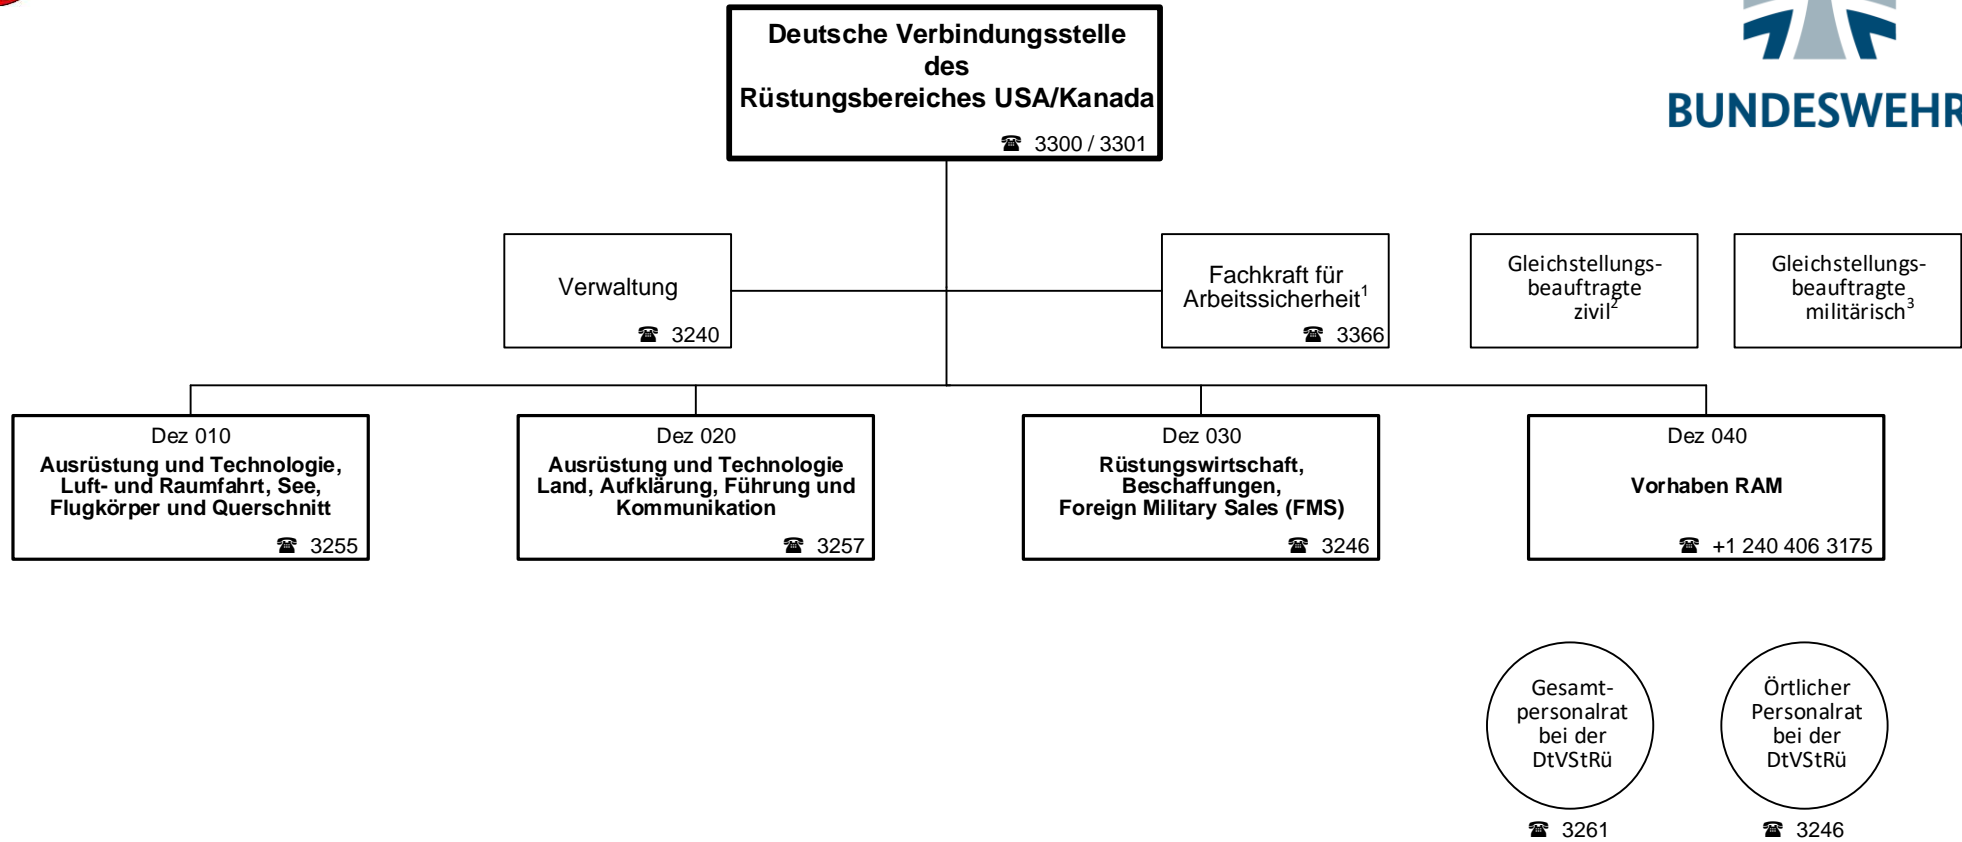 Deutsche Verbindungsstelle
des
Rüstungsbereiches USA/Kanada
☎ 3300 / 3301
BUNDESWEHR
Verwaltung
☎ 3240
Fachkraft für
Arbeitssicherheit¹
☎ 3366
Gleichstellungs-
beauftragte
zivil²
Gleichstellungs-
beauftragte
militärisch³
Dez 010
Ausrüstung und Technologie,
Luft- und Raumfahrt, See,
Flugkörper und Querschnitt
☎ 3255
Dez 020
Ausrüstung und Technologie
Land, Aufklärung, Führung und
Kommunikation
☎ 3257
Dez 030
Rüstungswirtschaft,
Beschaffungen,
Foreign Military Sales (FMS)
☎ 3246
Dez 040
Vorhaben RAM
☎ +1 240 406 3175
Gesamt-
personalrat
bei der
DtVStRü
☎ 3261
Örtlicher
Personalrat
bei der
DtVStRü
☎ 3246